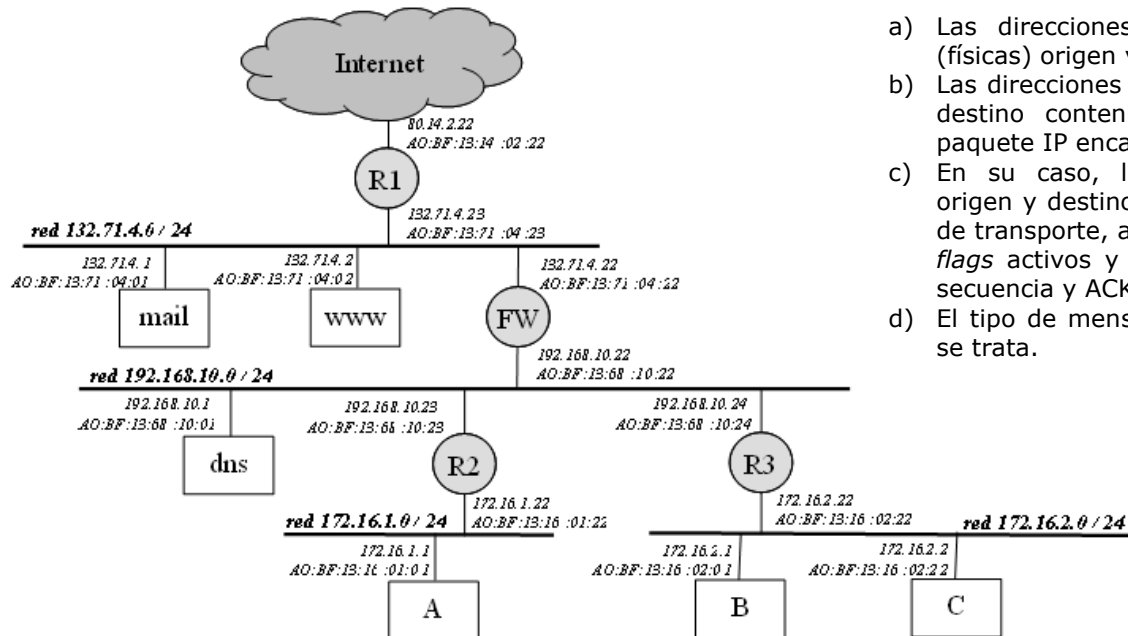 a) Las direcciones
(físicas) origen y
b) Las direcciones
destino conten
paquete IP enca
c) En su caso, l
origen y destino
de transporte, a
flags activos y
secuencia y ACK
d) El tipo de mens
se trata.
Internet
80.14.2.22
AO:BF:13:14 :02:22
R1
132.71.4.23
AO:BF:13:71 :04:23
red 132.71.4.0 / 24
132.71.4. 1
AO:BF:13:71 :04:01
mail
132.71.4. 2
AO:BF:13:71 :04:02
www
132.71.4.22
AO:BF:13:71 :04:22
FW
192.168.10.22
AO:BF:13:68 :10:22
red 192.168.10.0 / 24
192.168.10.1
AO:BF:13:68 :10:01
dns
192.168.10.23
AO:BF:13:68 :10:23
R2
192.168.10.24
AO:BF:13:68 :10:24
R3
172.16.1.22
AO:BF:13:16 :01:22
red 172.16.1.0 / 24
172.16.1.1
AO:BF:13:16 :01:01
A
172.16.2.22
AO:BF:13:16 :02:22
red 172.16.2.0 / 24
172.16.2.1
AO:BF:13:16 :02:01
B
172.16.2.2
AO:BF:13:16 :02:22
C